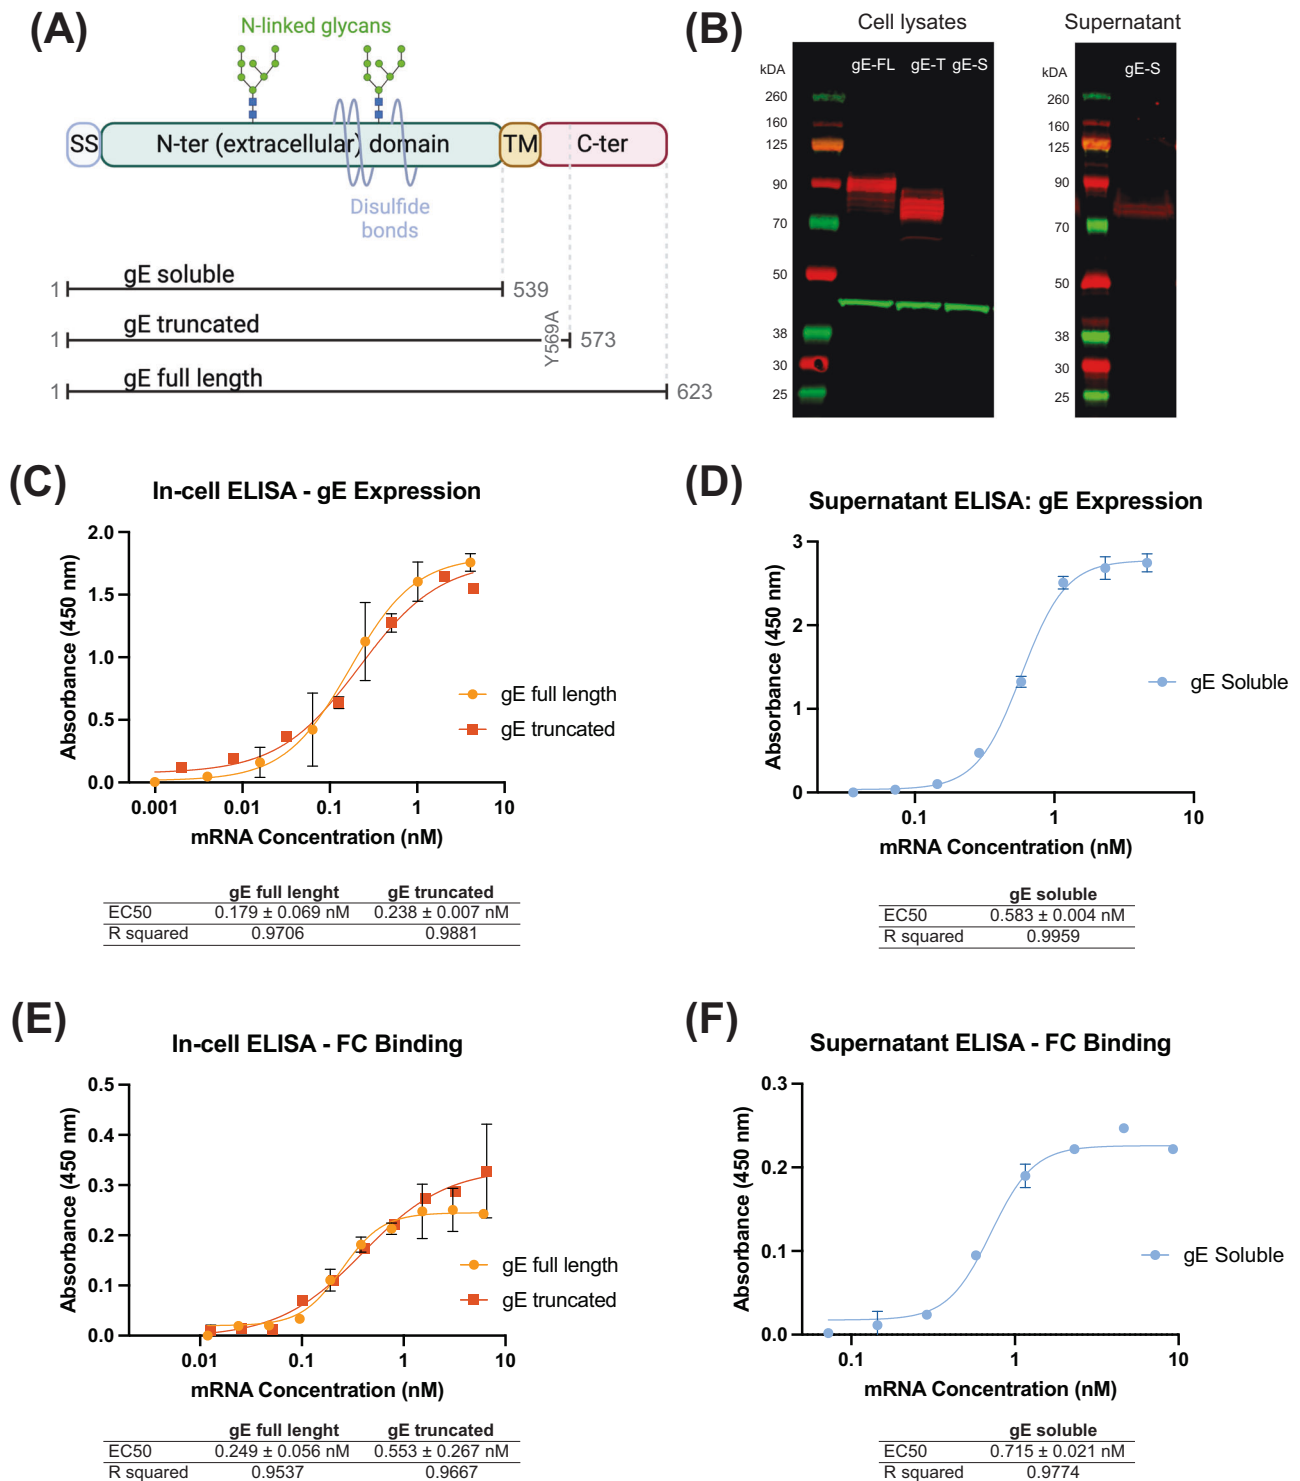 (A)
N-linked glycans
SS
N-ter (extracellular) domain
TM
C-ter
Disulfide
bonds
gE soluble
1
539
gE truncated
1
Y569A
573
gE full length
1
623
(B)
Cell lysates
kDA
gE-FL
gE-T
gE-S
260
160
125
90
70
50
38
30
25
Supernatant
kDA
gE-S
260
160
125
90
70
50
38
30
25
(C)
In-cell ELISA - gE Expression
Absorbance (450 nm)
2.0
1.5
1.0
0.5
0.0
0.001
0.01
0.1
1
10
mRNA Concentration (nM)
gE full length
gE truncated
gE full lenght gE truncated
EC50 0.179 ± 0.069 nM 0.238 ± 0.007 nM
R squared 0.9706 0.9881
(D)
Supernatant ELISA: gE Expression
Absorbance (450 nm)
3
2
1
0
0.1
1
10
mRNA Concentration (nM)
gE Soluble
gE soluble
EC50 0.583 ± 0.004 nM
R squared 0.9959
(E)
In-cell ELISA - FC Binding
Absorbance (450 nm)
0.5
0.4
0.3
0.2
0.1
0.0
0.01
0.1
1
10
mRNA Concentration (nM)
gE full length
gE truncated
gE full lenght gE truncated
EC50 0.249 ± 0.056 nM 0.553 ± 0.267 nM
R squared 0.9537 0.9667
(F)
Supernatant ELISA - FC Binding
Absorbance (450 nm)
0.3
0.2
0.1
0.0
0.1
1
10
mRNA Concentration (nM)
gE Soluble
gE soluble
EC50 0.715 ± 0.021 nM
R squared 0.9774